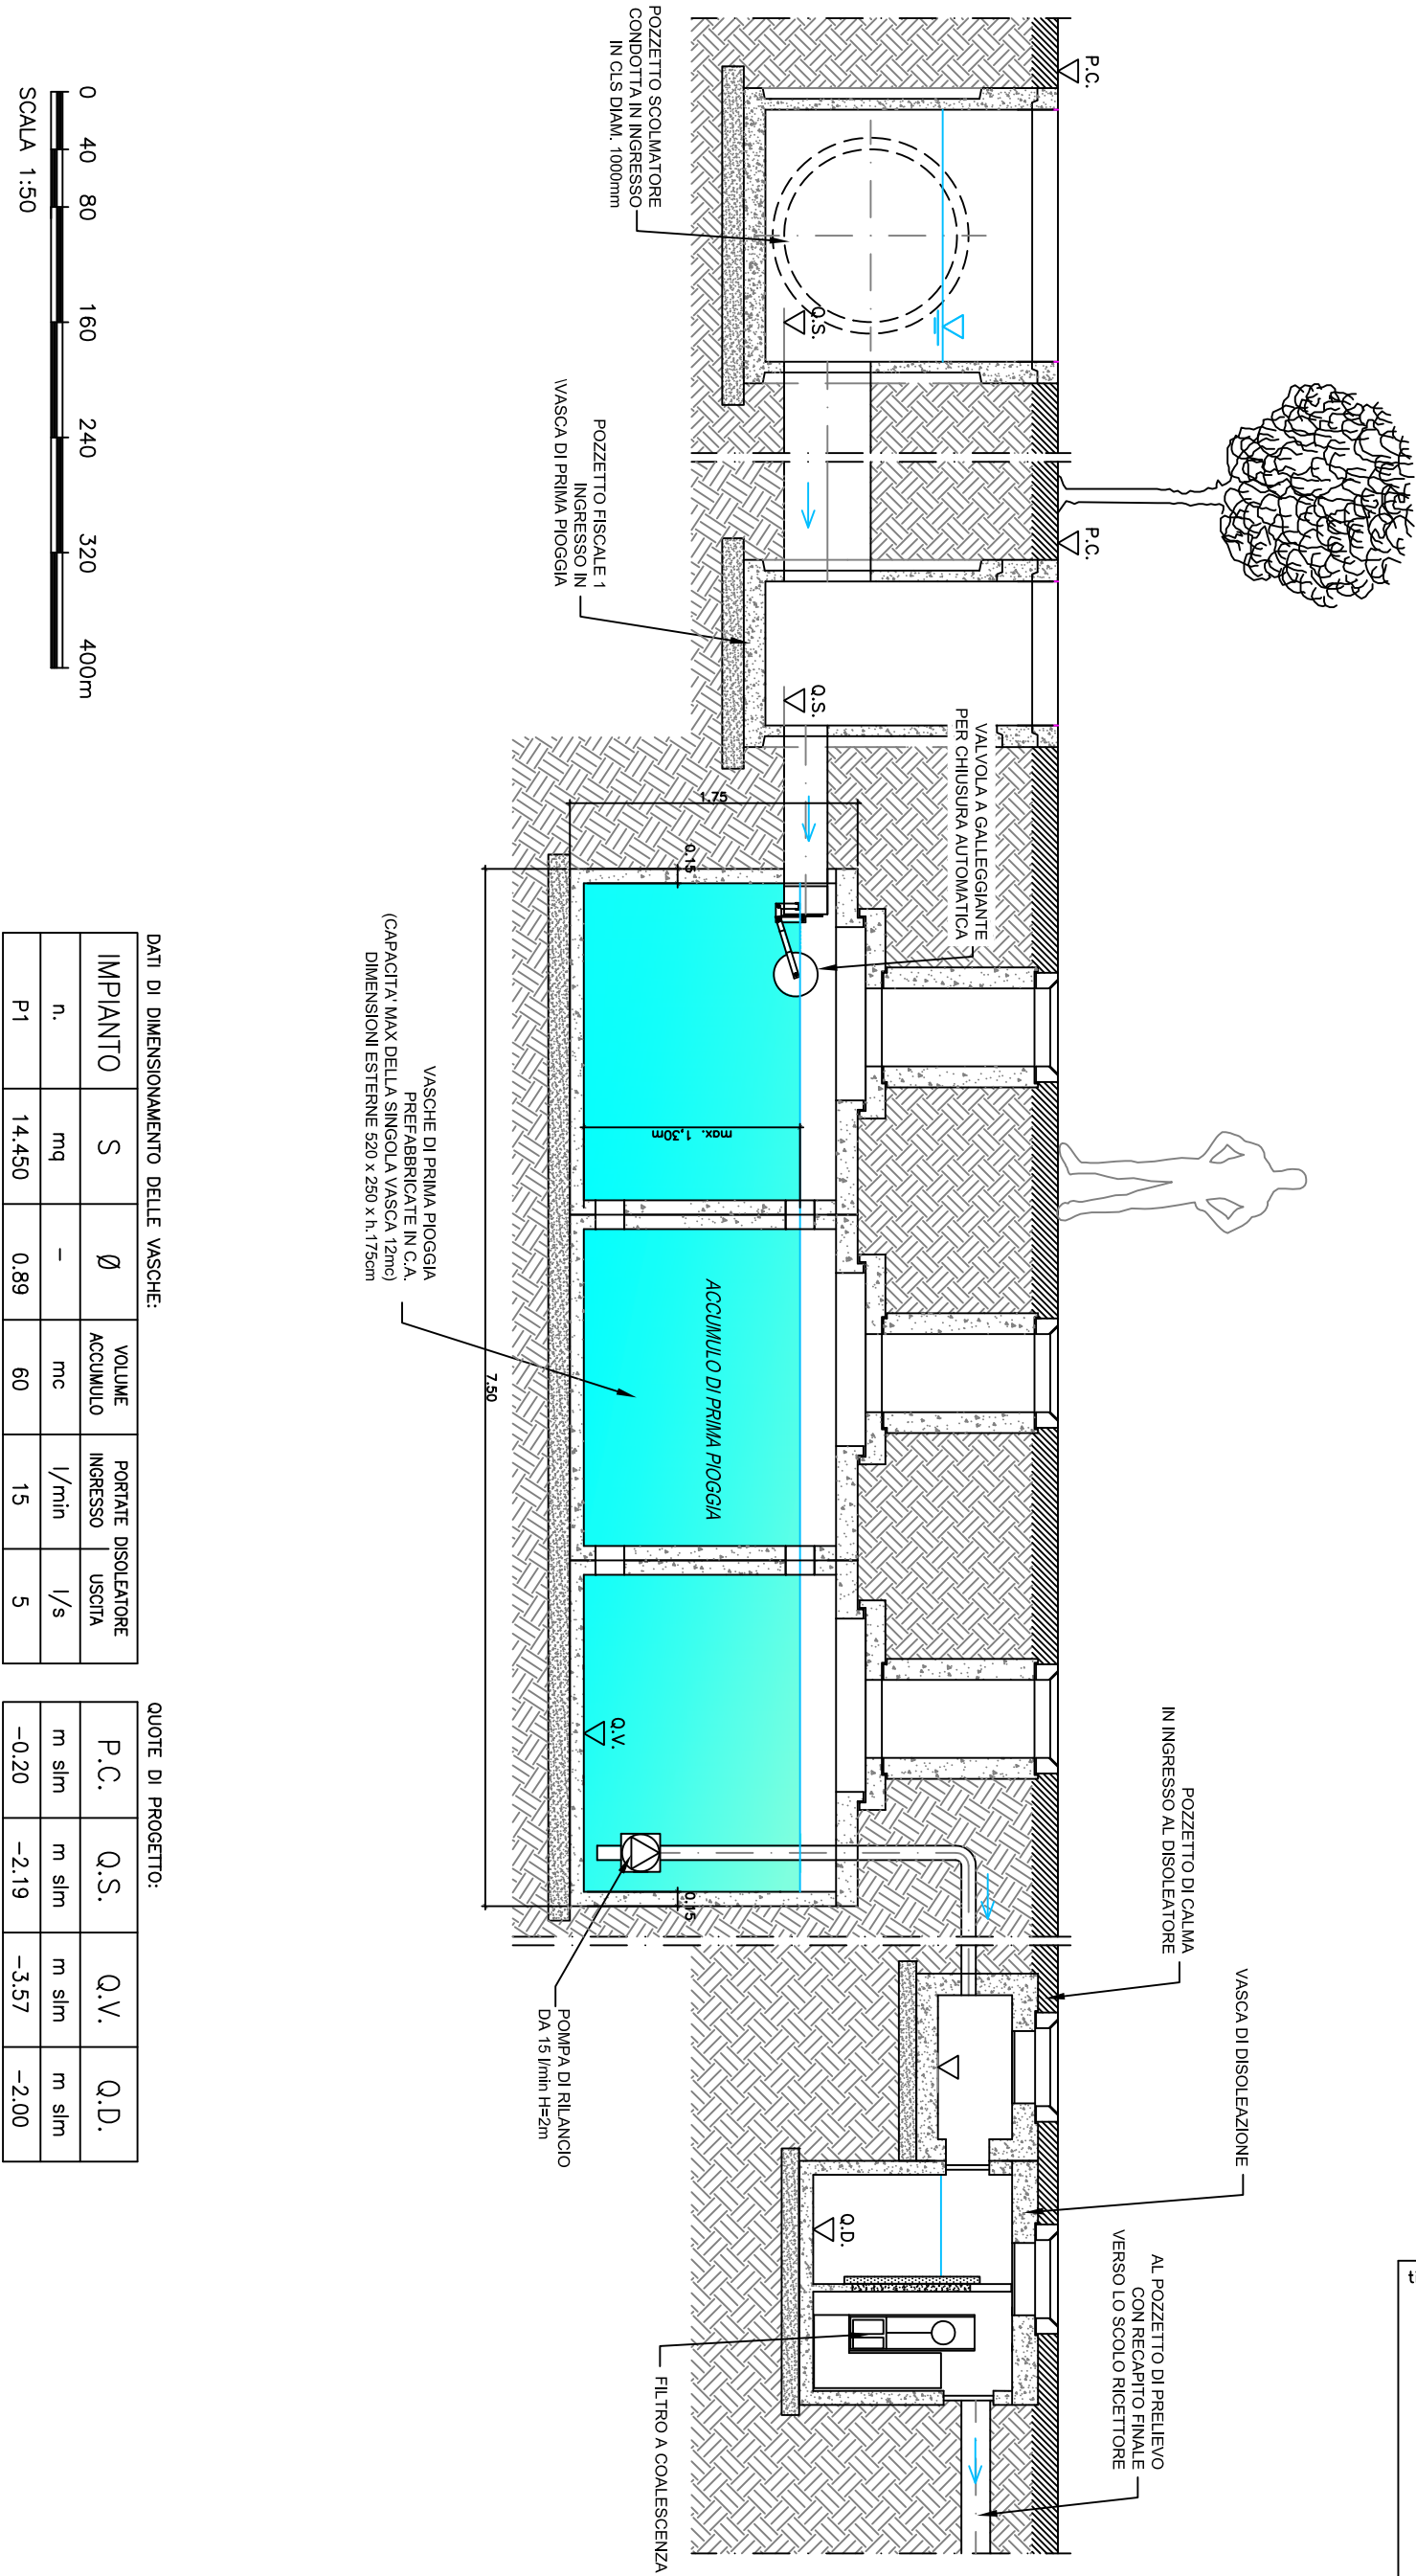 P.C.
P.C.
POZZETTO SCOLMATORE
CONDOTTA IN INGRESSO
IN CLS DIAM. 1000mm
Q.S.
POZZETTO FISCALE 1
INGRESSO IN
\VASCA DI PRIMA PIOGGIA
Q.S.
VALVOLA A GALLEGGIANTE
PER CHIUSURA AUTOMATICA
1.75
0.15
max. 1,30m
ACCUMULO DI PRIMA PIOGGIA
Q.V.
0.15
7.50
VASCHE DI PRIMA PIOGGIA
PREFABBRICATE IN C.A.
(CAPACITA' MAX DELLA SINGOLA VASCA 12mc)
DIMENSIONI ESTERNE 520 x 250 x h.175cm
POMPA DI RILANCIO
DA 15 l/min H=2m
POZZETTO DI CALMA
IN INGRESSO AL DISOLEATORE
VASCA DI DISOLEAZIONE
Q.D.
AL POZZETTO DI PRELIEVO
CON RECAPITO FINALE
VERSO LO SCOLO RICETTORE
FILTRO A COALESCENZA
0 40 80 160 240 320 400m
SCALA 1:50
DATI DI DIMENSIONAMENTO DELLE VASCHE:
IMPIANTO S Ø VOLUME ACCUMULO PORTATE DISOLEATORE INGRESSO USCITA
n. mq – mc l/min l/s
P1 14.450 0.89 60 15 5
QUOTE DI PROGETTO:
P.C. Q.S. Q.V. Q.D.
m slm m slm m slm m slm
−0.20 −2.19 −3.57 −2.00